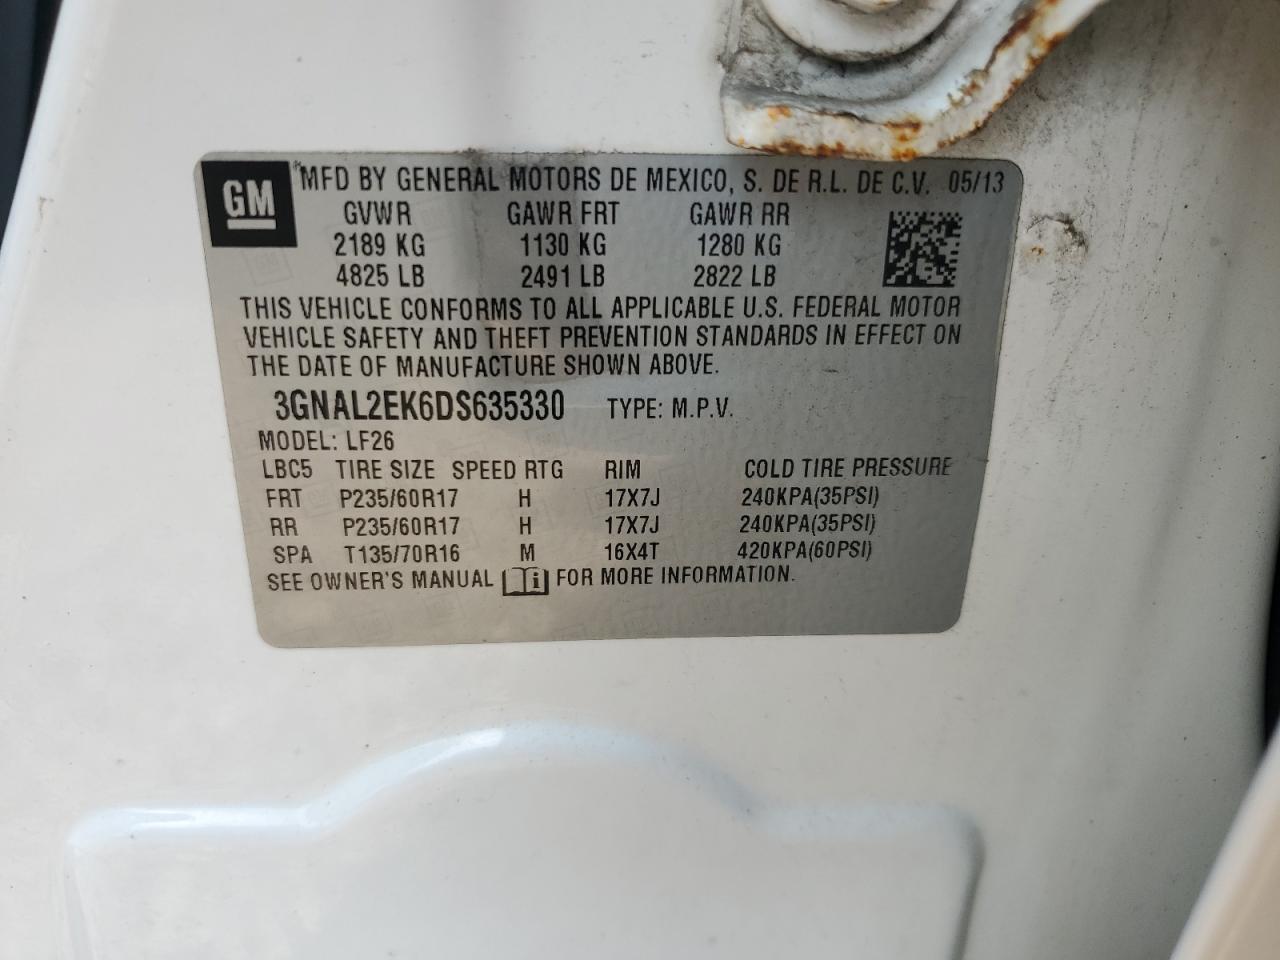 GM
MFD BY GENERAL MOTORS DE MEXICO, S. DE R.L. DE C.V. 05/13
GVWR GAWR FRT GAWR RR
2189 KG 1130 KG 1280 KG
4825 LB 2491 LB 2822 LB
THIS VEHICLE CONFORMS TO ALL APPLICABLE U.S. FEDERAL MOTOR
VEHICLE SAFETY AND THEFT PREVENTION STANDARDS IN EFFECT ON
THE DATE OF MANUFACTURE SHOWN ABOVE.
3GNAL2EK6DS635330 TYPE: M.P.V.
MODEL: LF26
LBC5 TIRE SIZE SPEED RTG RIM COLD TIRE PRESSURE
FRT P235/60R17 H 17X7J 240KPA(35PSI)
RR P235/60R17 H 17X7J 240KPA(35PSI)
SPA T135/70R16 M 16X4T 420KPA(60PSI)
SEE OWNER'S MANUAL i FOR MORE INFORMATION.